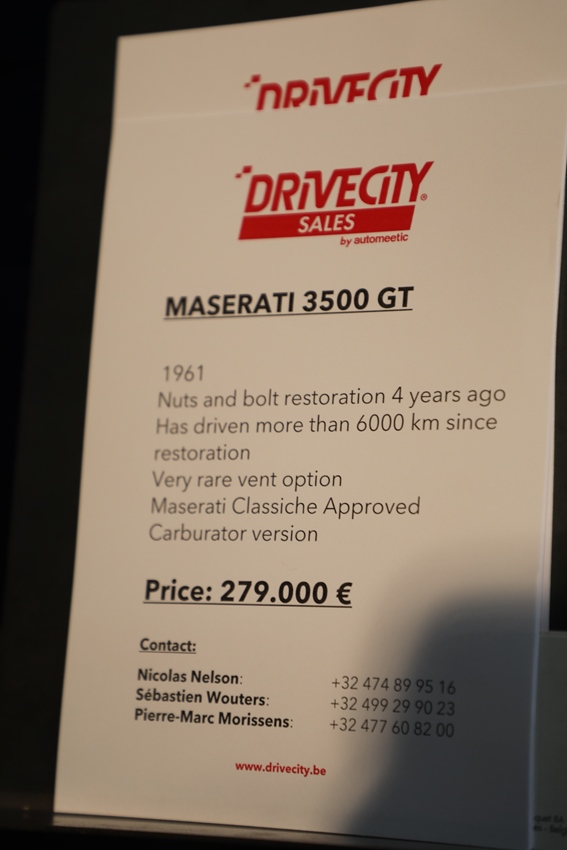 DRIVECITY
DRIVECITY®
SALES
by automeetic
MASERATI 3500 GT
1961
Nuts and bolt restoration 4 years ago
Has driven more than 6000 km since
restoration
Very rare vent option
Maserati Classiche Approved
Carburator version
Price: 279.000 €
Contact:
Nicolas Nelson: +32 474 89 95 16
Sébastien Wouters: +32 499 29 90 23
Pierre-Marc Morissens: +32 477 60 82 00
www.drivecity.be